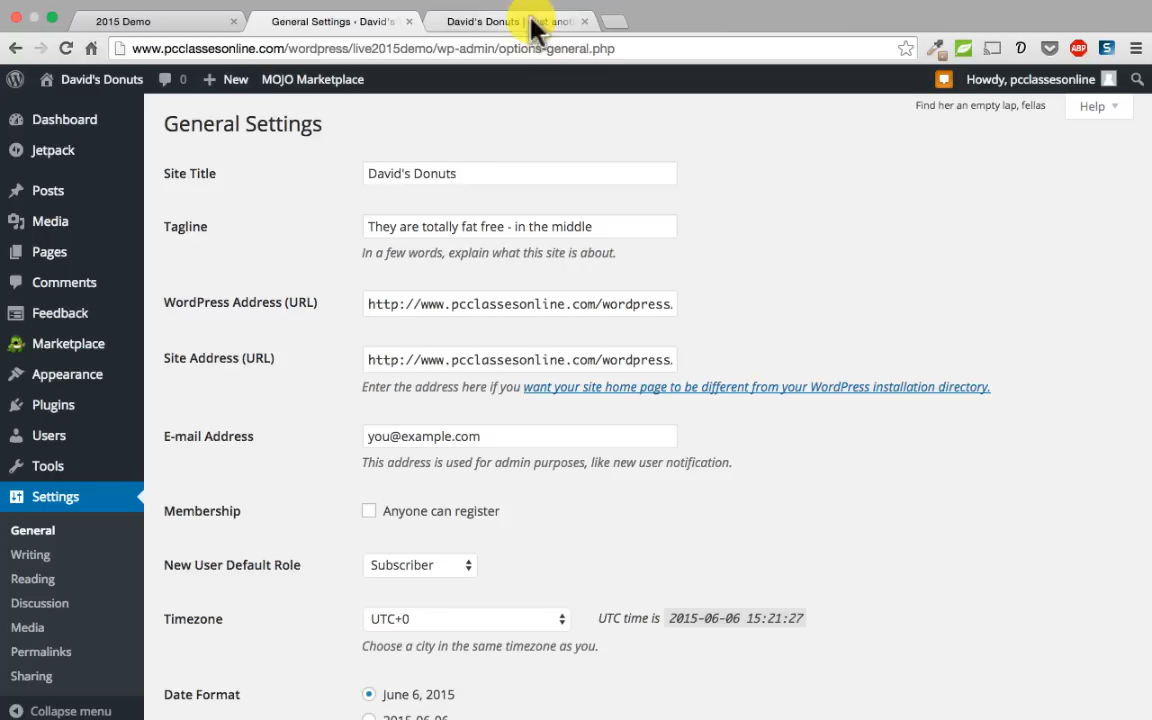 2015 Demo
General Settings ‹ David's
David's Donuts |
www.pcclassesonline.com/wordpress/live2015demo/wp-admin/options-general.php
David's Donuts 0 New MOJO Marketplace Howdy, pcclassesonline
Find her an empty lap, fellas
Help
Dashboard
Jetpack
Posts
Media
Pages
Comments
Feedback
Marketplace
Appearance
Plugins
Users
Tools
Settings
General
Writing
Reading
Discussion
Media
Permalinks
Sharing
Collapse menu
General Settings
Site Title David's Donuts
Tagline They are totally fat free - in the middle
In a few words, explain what this site is about.
WordPress Address (URL) http://www.pcclassesonline.com/wordpress.
Site Address (URL) http://www.pcclassesonline.com/wordpress.
Enter the address here if you want your site home page to be different from your WordPress installation directory.
E-mail Address you@example.com
This address is used for admin purposes, like new user notification.
Membership Anyone can register
New User Default Role Subscriber
Timezone UTC+0 UTC time is 2015-06-06 15:21:27
Choose a city in the same timezone as you.
Date Format June 6, 2015
2015-06-06